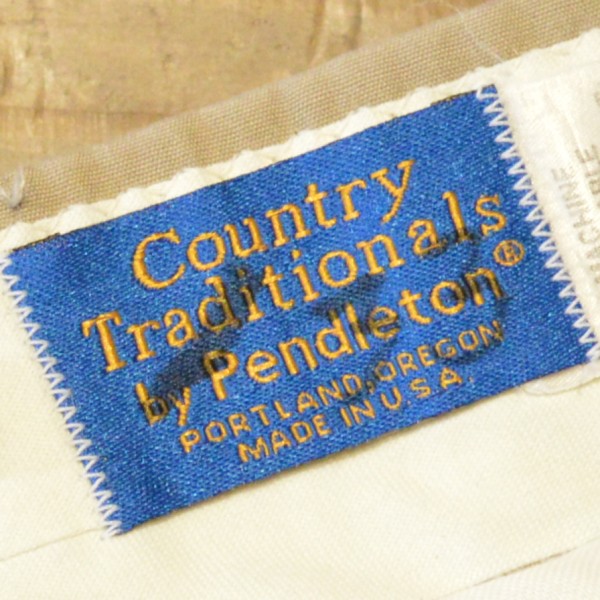 Country
Traditionals
by Pendleton®
PORTLAND, OREGON
MADE IN U.S.A.
MACHINE